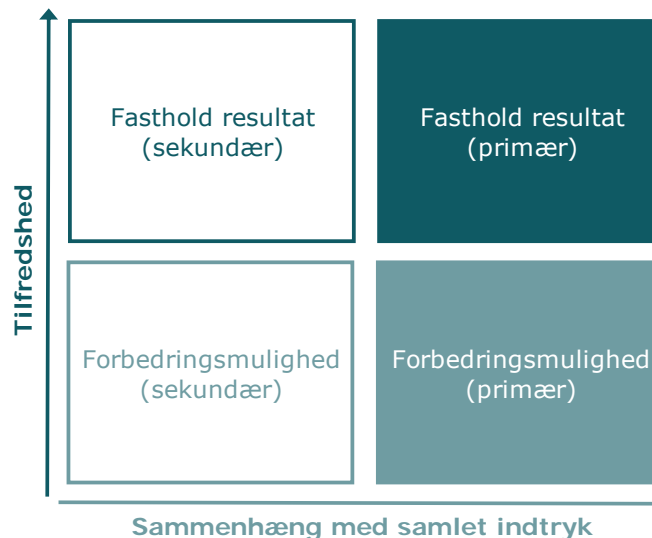 Fasthold resultat
(sekundær)
Fasthold resultat
(primær)
Tilfredshed
Forbedringsmulighed
(sekundær)
Forbedringsmulighed
(primær)
Sammenhæng med samlet indtryk